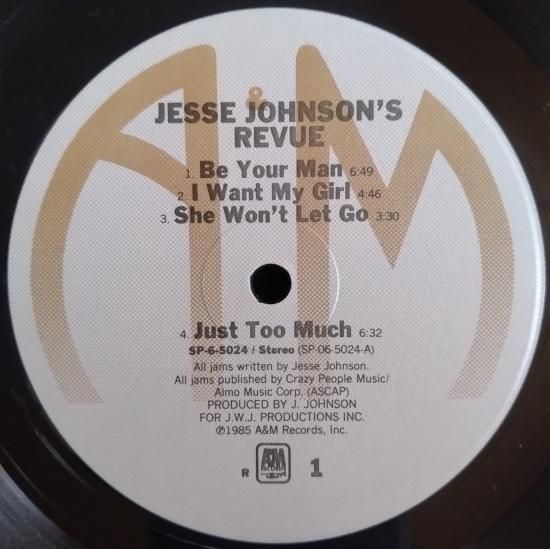 A&M
JESSE JOHNSON'S
REVUE
1. Be Your Man 6:49
2. I Want My Girl 4:46
3. She Won't Let Go 3:30
4. Just Too Much 6:32
SP-6-5024 / Stereo (SP-06-5024-A)
All jams written by Jesse Johnson.
All jams published by Crazy People Music/
Almo Music Corp. (ASCAP)
PRODUCED BY J. JOHNSON
FOR J.W.J. PRODUCTIONS INC.
℗1985 A&M Records, Inc.
R A&M RECORDS 1